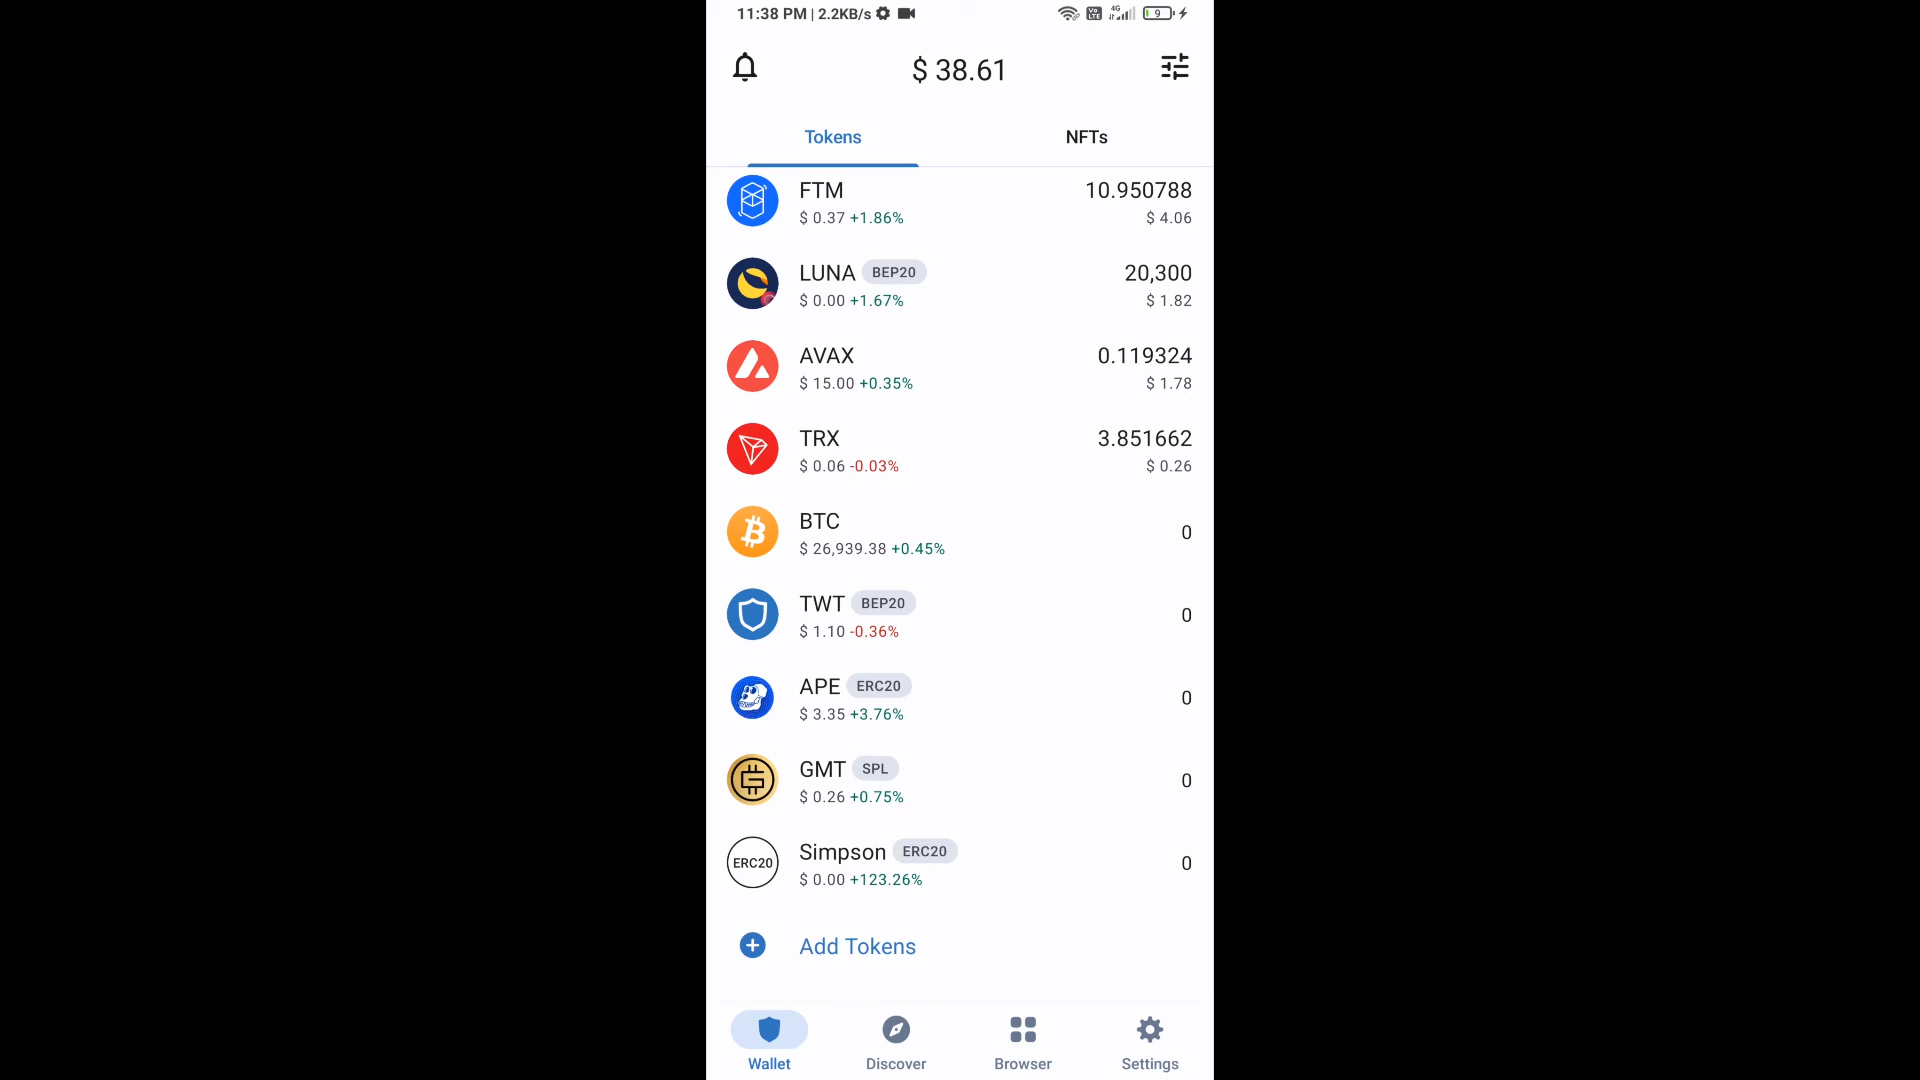 11:38 PM | 2.2KB/s
Vo LTE 4G 9
$ 38.61
Tokens NFTs
FTM 10.950788
$ 0.37 +1.86% $ 4.06
LUNA BEP20 20,300
$ 0.00 +1.67% $ 1.82
AVAX 0.119324
$ 15.00 +0.35% $ 1.78
TRX 3.851662
$ 0.06 -0.03% $ 0.26
BTC
$ 26,939.38 +0.45% 0
TWT BEP20
$ 1.10 -0.36% 0
APE ERC20
$ 3.35 +3.76% 0
GMT SPL
$ 0.26 +0.75% 0
ERC20 Simpson ERC20
$ 0.00 +123.26% 0
Add Tokens
Wallet Discover Browser Settings